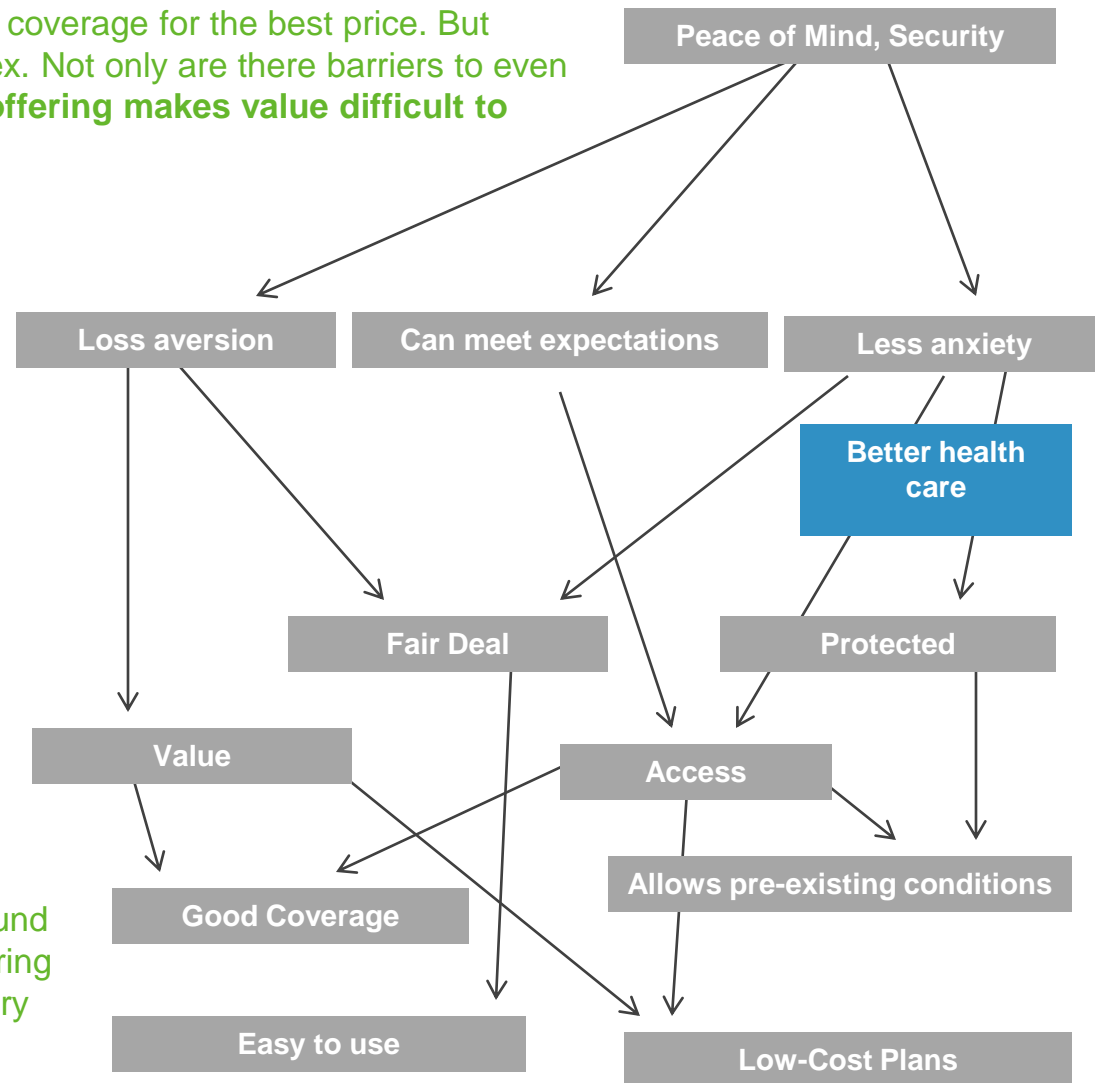 coverage for the best price. But
ex. Not only are there barriers to even
offering makes value difficult to
Peace of Mind, Security
Loss aversion
Can meet expectations
Less anxiety
Better health
care
Fair Deal
Protected
Value
Access
Allows pre-existing conditions
Good Coverage
und
ring
ry
Easy to use
Low-Cost Plans